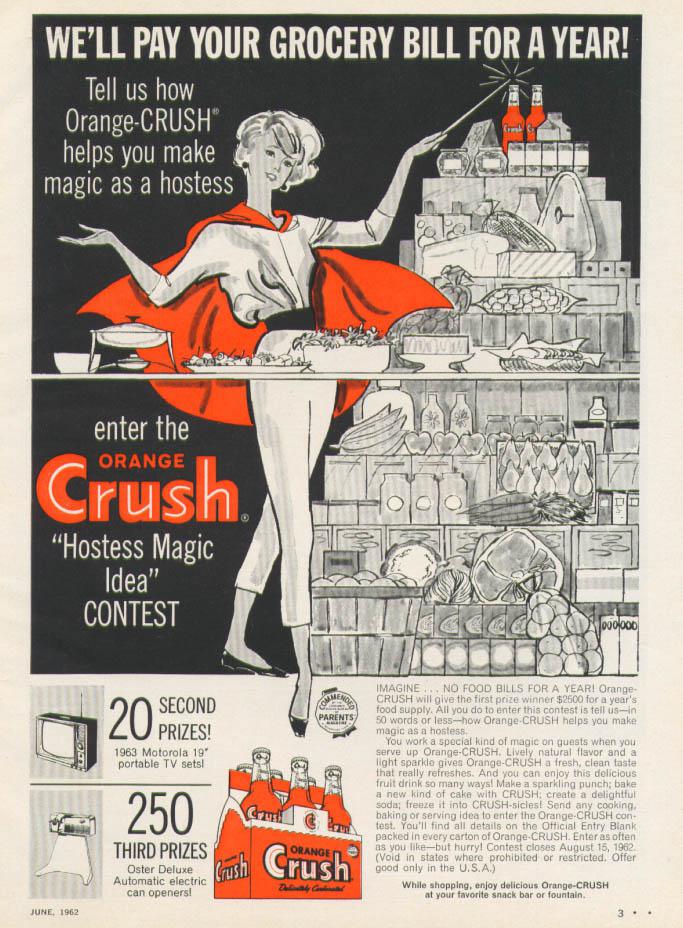 WE'LL PAY YOUR GROCERY BILL FOR A YEAR!
Tell us how
Orange-CRUSH®
helps you make
magic as a hostess
enter the
ORANGE
Crush®
"Hostess Magic
Idea"
CONTEST
20 SECOND
PRIZES!
1963 Motorola 19"
portable TV sets!
250
THIRD PRIZES
Oster Deluxe
Automatic electric
can openers!
COMMENDED
PARENTS'
MAGAZINE
Crush
Crush
ORANGE
Crush
Delicately Carbonated
IMAGINE . . . NO FOOD BILLS FOR A YEAR! Orange-
CRUSH will give the first prize winner $2500 for a year's
food supply. All you do to enter this contest is tell us—in
50 words or less—how Orange-CRUSH helps you make
magic as a hostess.
You work a special kind of magic on guests when you
serve up Orange-CRUSH. Lively natural flavor and a
light sparkle gives Orange-CRUSH a fresh, clean taste
that really refreshes. And you can enjoy this delicious
fruit drink so many ways! Make a sparkling punch; bake
a new kind of cake with CRUSH; create a delightful
soda; freeze it into CRUSH-sicles! Send any cooking,
baking or serving idea to enter the Orange-CRUSH con-
test. You'll find all details on the Official Entry Blank
packed in every carton of Orange-CRUSH. Enter as often
as you like—but hurry! Contest closes August 15, 1962.
(Void in states where prohibited or restricted. Offer
good only in the U.S.A.)
While shopping, enjoy delicious Orange-CRUSH
at your favorite snack bar or fountain.
JUNE, 1962
3